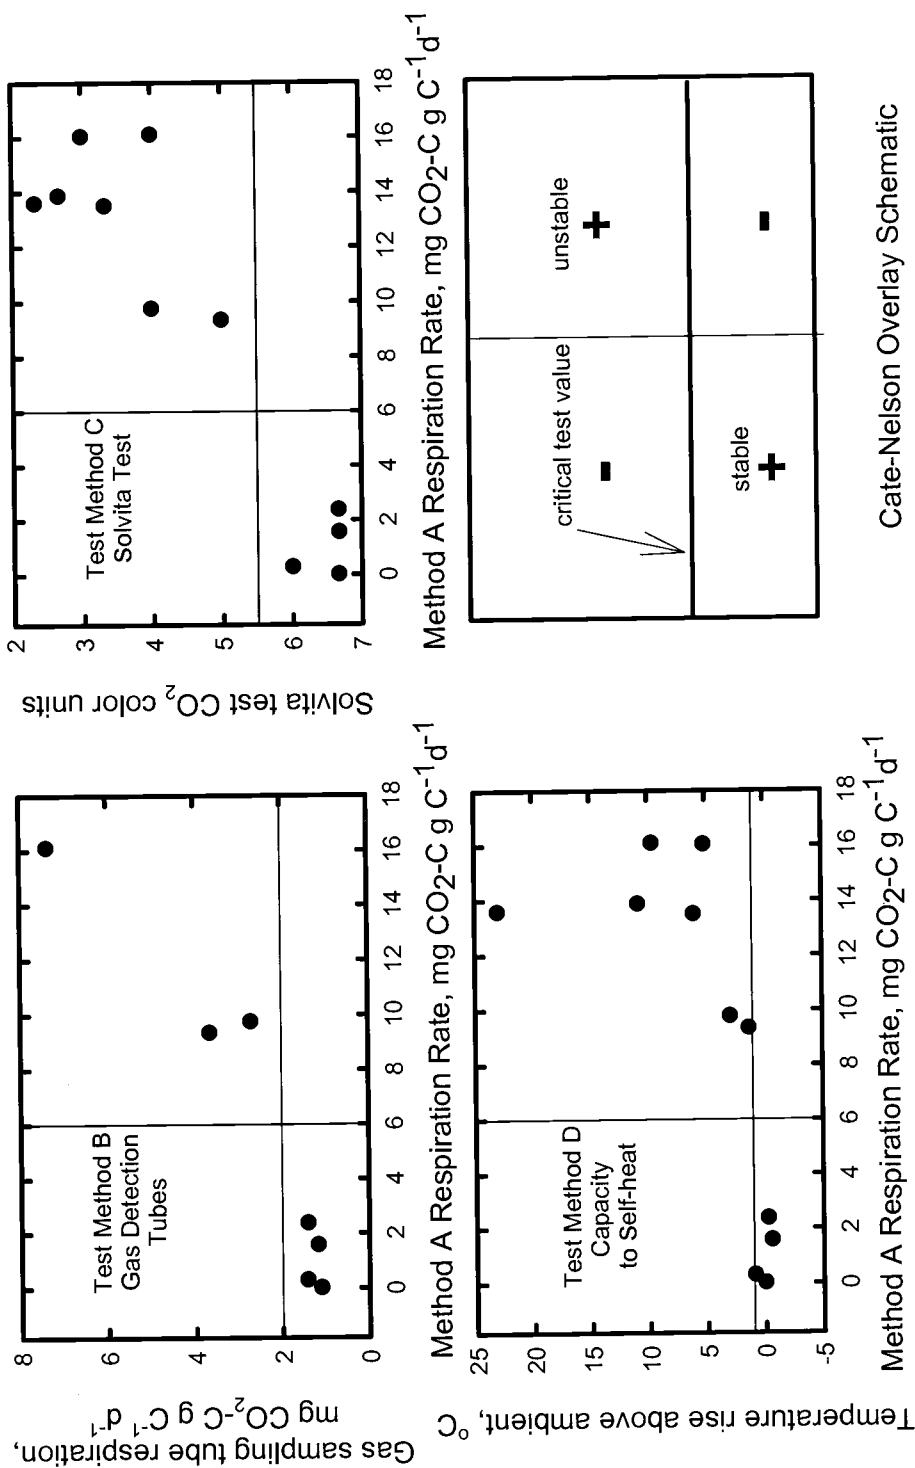 Gas sampling tube respiration,
mg CO2-C g C-1 d-1
8
6
4
2
0
Test Method B
Gas Detection
Tubes
0 2 4 6 8 10 12 14 16 18
Method A Respiration Rate, mg CO2-C g C-1d-1
Solvita test CO2 color units
2
3
4
5
6
7
Test Method C
Solvita Test
0 2 4 6 8 10 12 14 16 18
Method A Respiration Rate, mg CO2-C g C-1d-1
Temperature rise above ambient, °C
25
20
15
10
5
0
-5
Test Method D
Capacity
to Self-heat
0 2 4 6 8 10 12 14 16 18
Method A Respiration Rate, mg CO2-C g C-1d-1
critical test value
unstable
- +
stable
+ -
Cate-Nelson Overlay Schematic